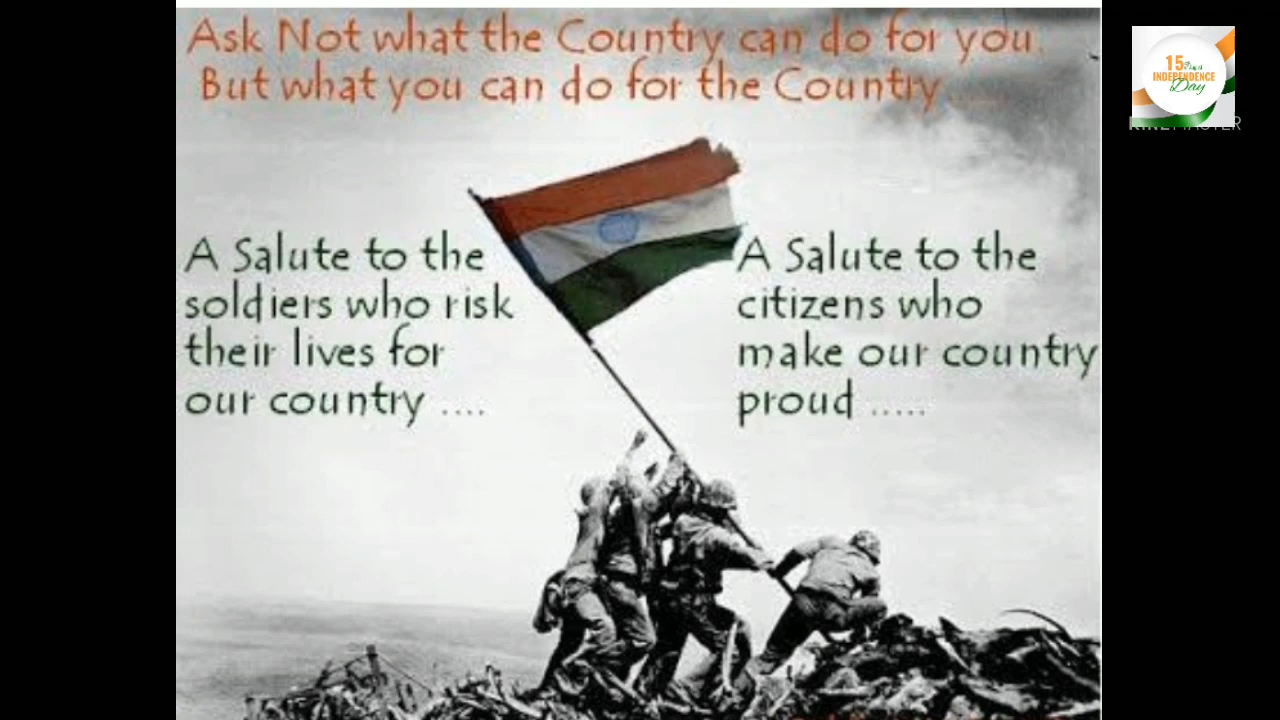 Ask Not what the Country can do for you.
But what you can do for the Country .....
A Salute to the
soldiers who risk
their lives for
our country ....
A Salute to the
citizens who
make our country
proud .....
15
INDEPENDENCE
Day
KINEMASTER